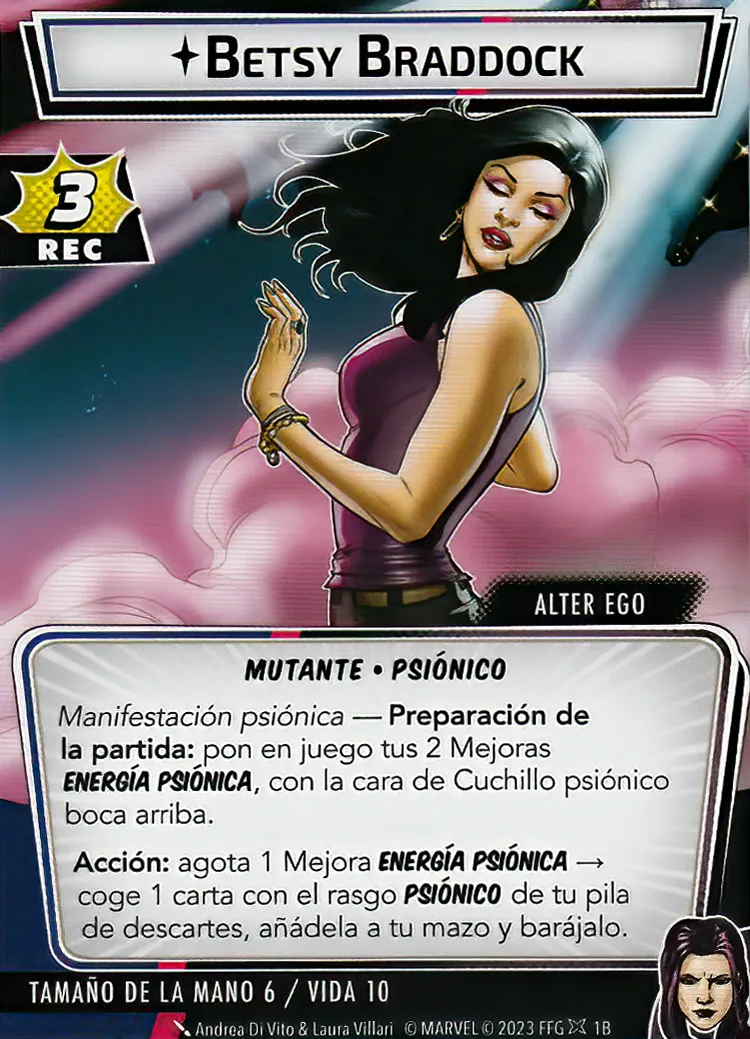 BETSY BRADDOCK
3
REC
ALTER EGO
MUTANTE • PSIÓNICO
Manifestación psiónica — Preparación de
la partida: pon en juego tus 2 Mejoras
ENERGÍA PSIÓNICA, con la cara de Cuchillo psiónico
boca arriba.
Acción: agota 1 Mejora ENERGÍA PSIÓNICA →
coge 1 carta con el rasgo PSIÓNICO de tu pila
de descartes, añádela a tu mazo y barájalo.
TAMAÑO DE LA MANO 6 / VIDA 10
Andrea Di Vito & Laura Villari © MARVEL © 2023 FFG 1B